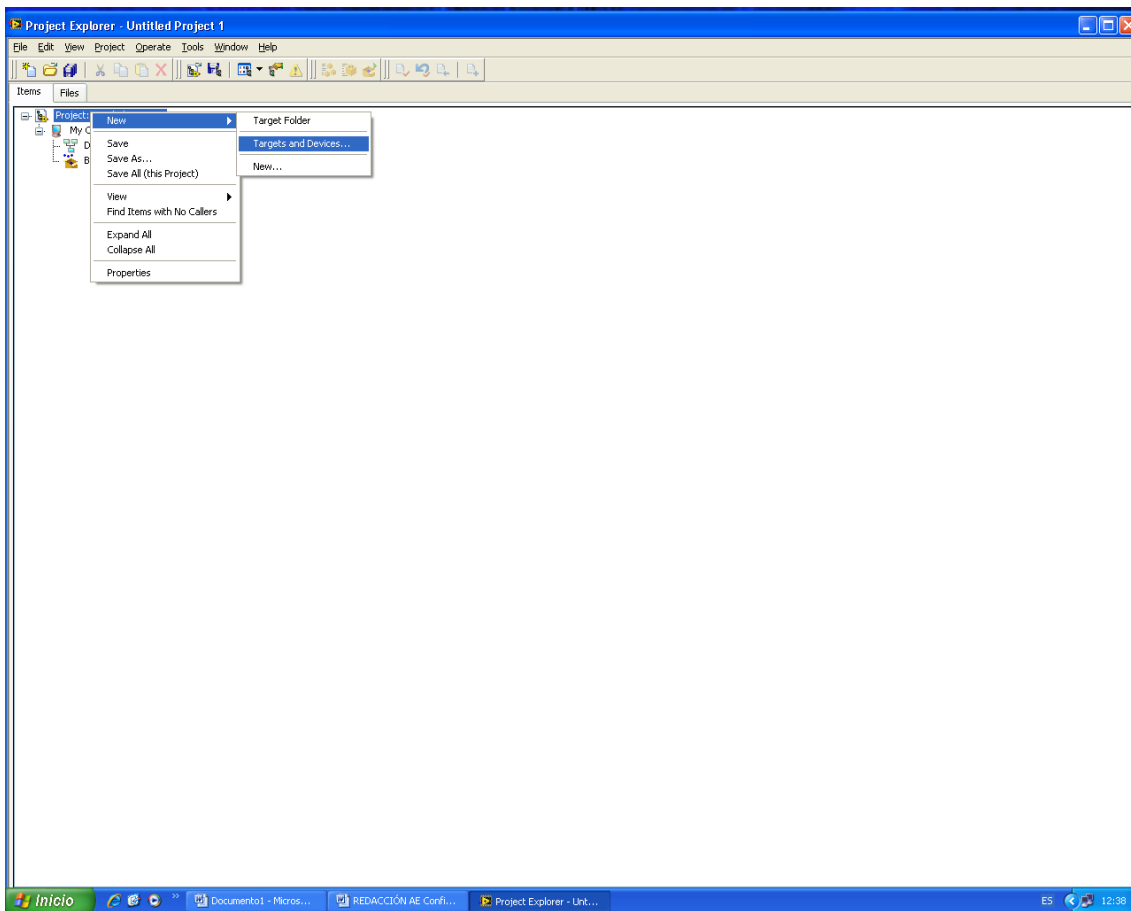 Project Explorer - Untitled Project 1
File Edit View Project Operate Tools Window Help
Items Files
Project:
My C
D
B
New
Save
Save As...
Save All (this Project)
View
Find Items with No Callers
Expand All
Collapse All
Properties
Target Folder
Targets and Devices...
New...
Inicio
Documento1 - Micros...
REDACCIÓN AE Confi...
Project Explorer - Unt...
ES 12:38